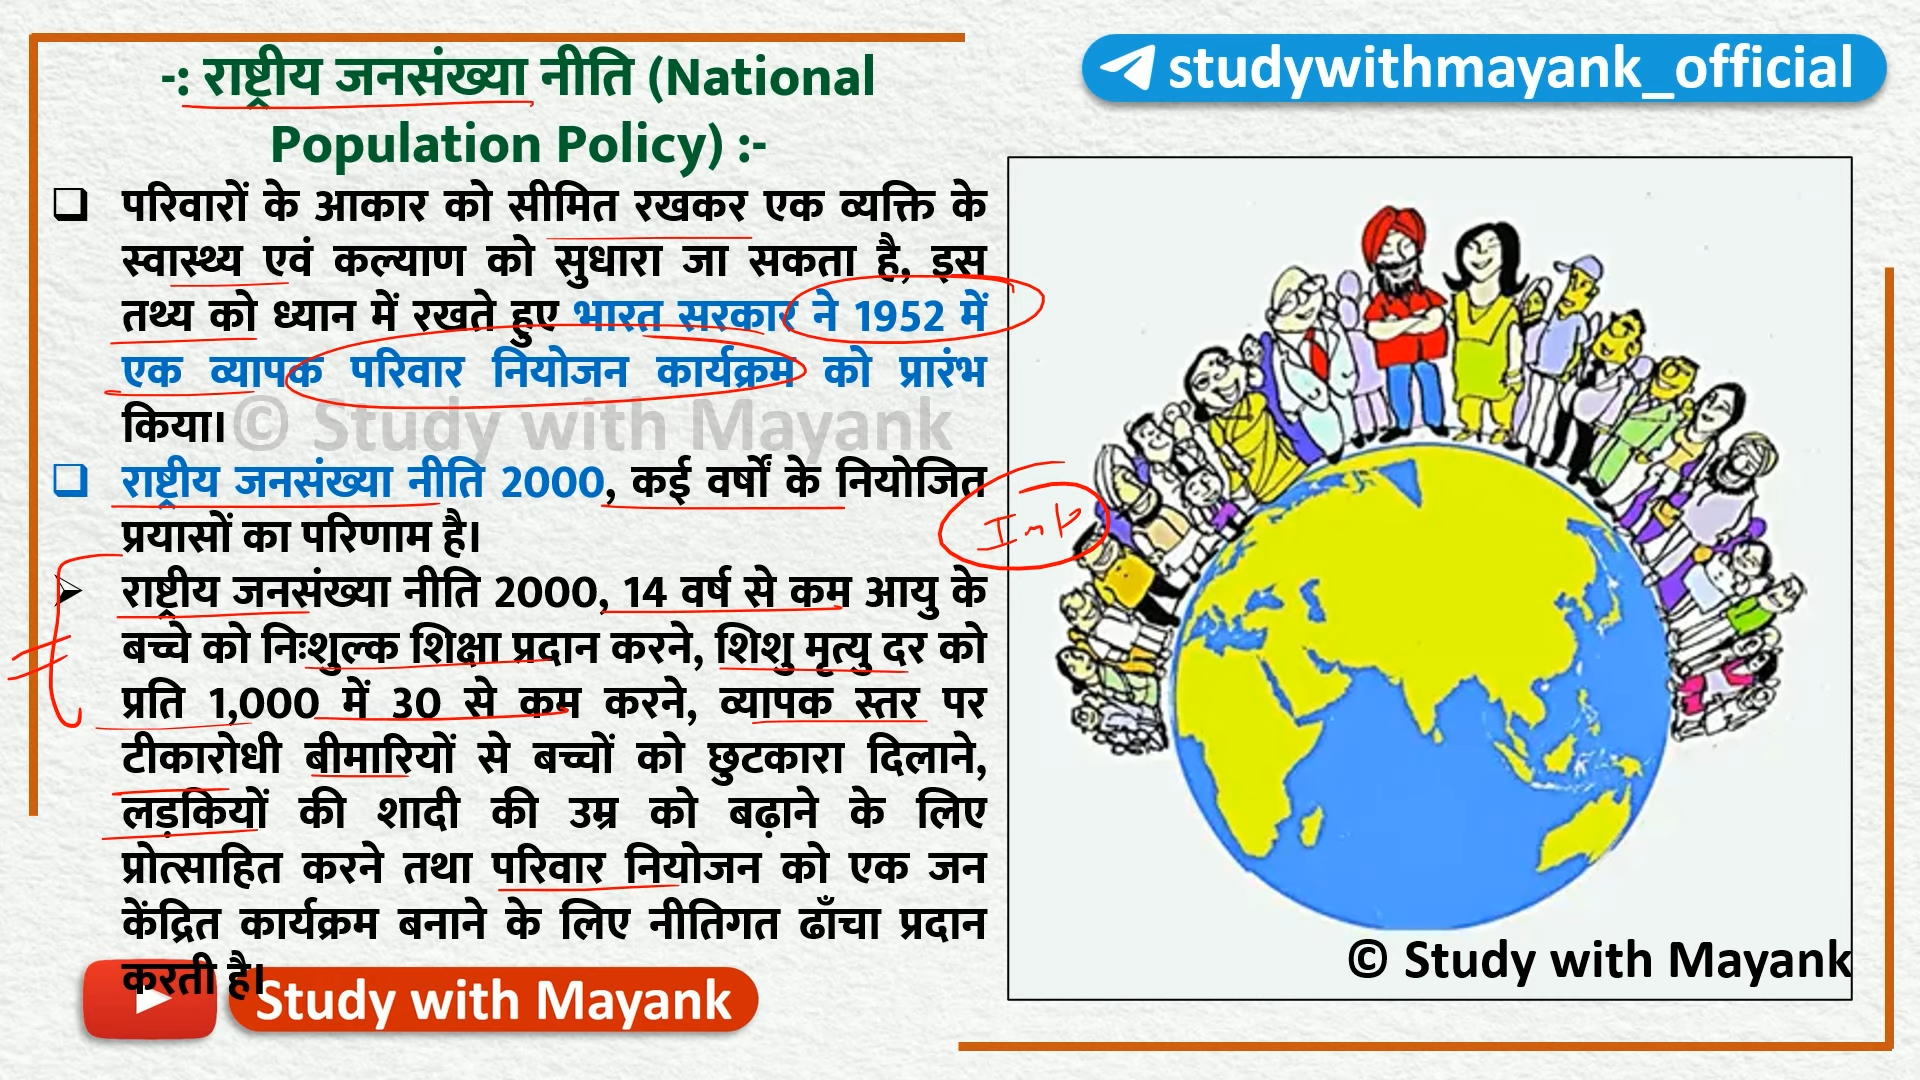 -: राष्ट्रीय जनसंख्या नीति (National
Population Policy) :-
studywithmayank_official
परिवारों के आकार को सीमित रखकर एक व्यक्ति के
स्वास्थ्य एवं कल्याण को सुधारा जा सकता है, इस
तथ्य को ध्यान में रखते हुए भारत सरकार ने 1952 में
एक व्यापक परिवार नियोजन कार्यक्रम को प्रारंभ
किया।
© Study with Mayank
राष्ट्रीय जनसंख्या नीति 2000, कई वर्षों के नियोजित
प्रयासों का परिणाम है।
Imp
राष्ट्रीय जनसंख्या नीति 2000, 14 वर्ष से कम आयु के
बच्चे को निःशुल्क शिक्षा प्रदान करने, शिशु मृत्यु दर को
प्रति 1,000 में 30 से कम करने, व्यापक स्तर पर
टीकारोधी बीमारियों से बच्चों को छुटकारा दिलाने,
लड़कियों की शादी की उम्र को बढ़ाने के लिए
प्रोत्साहित करने तथा परिवार नियोजन को एक जन
केंद्रित कार्यक्रम बनाने के लिए नीतिगत ढाँचा प्रदान
करती है।
Study with Mayank
© Study with Mayank